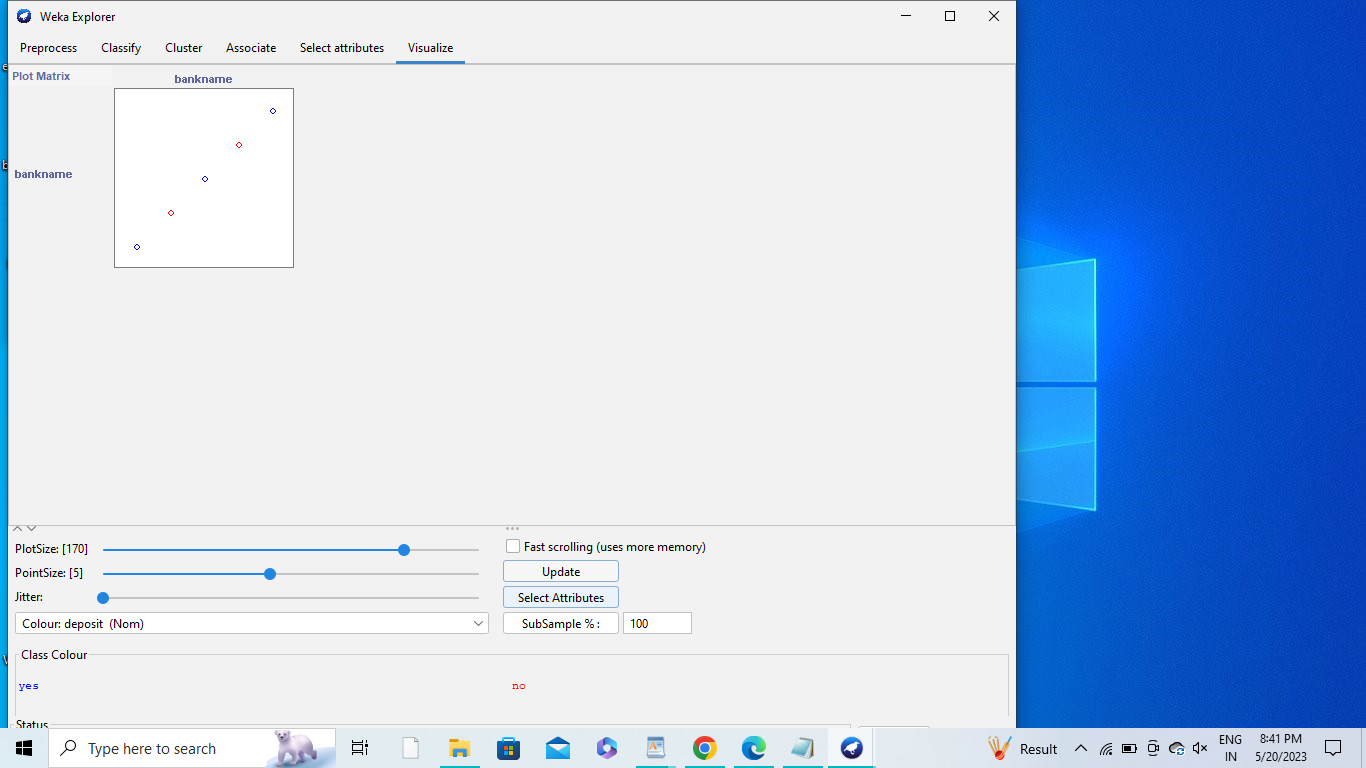 Weka Explorer
Preprocess Classify Cluster Associate Select attributes Visualize
Plot Matrix
bankname
bankname
PlotSize: [170]
PointSize: [5]
Jitter:
Colour: deposit (Nom)
Fast scrolling (uses more memory)
Update
Select Attributes
SubSample % : 100
Class Colour
yes no
Status
Type here to search
Result
ENG
IN
8:41 PM
5/20/2023